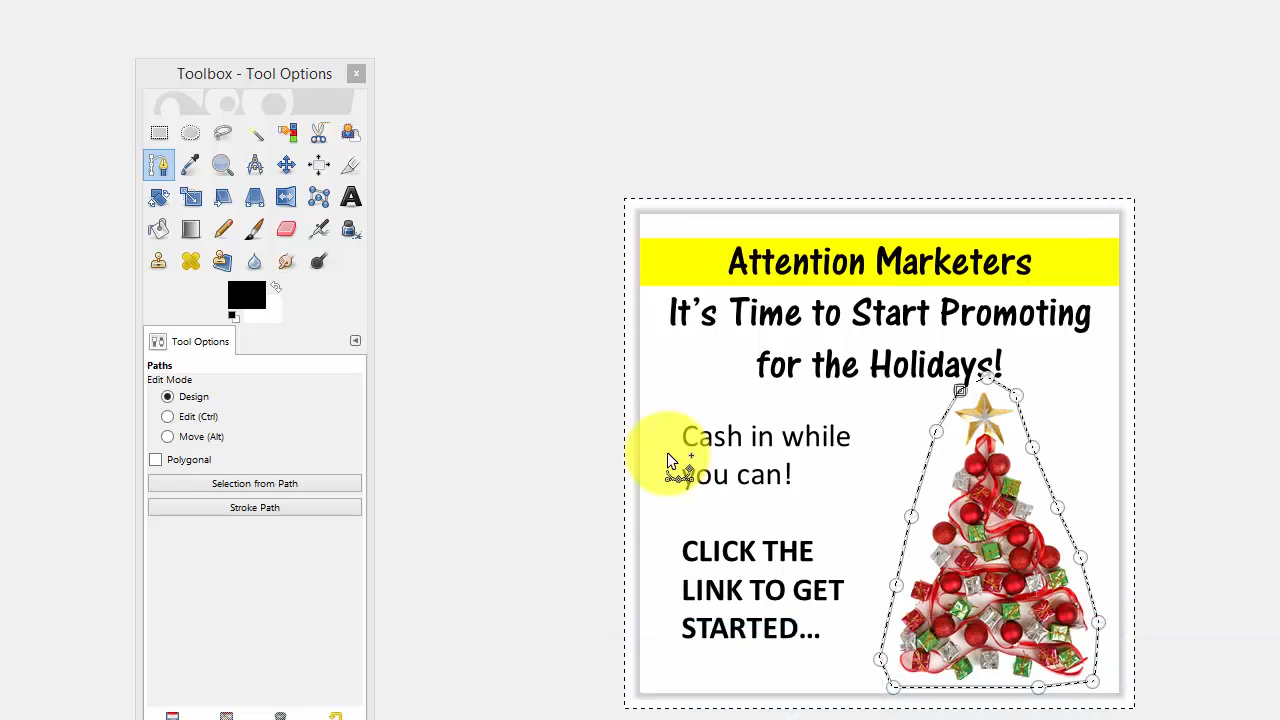 Toolbox - Tool Options
Tool Options
Paths
Edit Mode
Design
Edit (Ctrl)
Move (Alt)
Polygonal
Selection from Path
Stroke Path
Attention Marketers
It's Time to Start Promoting
for the Holidays!
Cash in while
you can!
CLICK THE
LINK TO GET
STARTED...